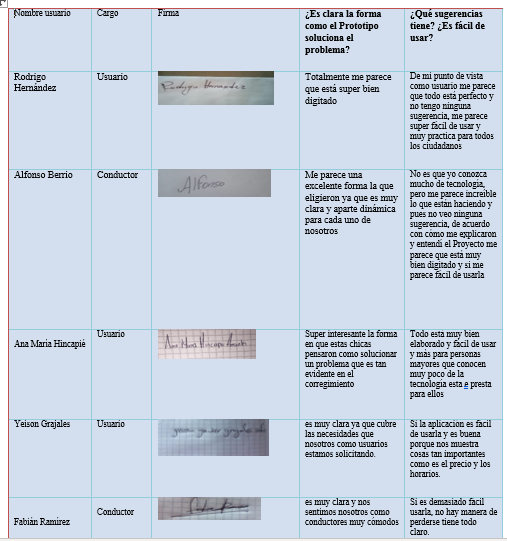 Nombre usuario
Cargo
Firma
¿Es clara la forma
como el Prototipo
soluciona el
problema?
¿Qué sugerencias
tiene? ¿Es fácil de
usar?
Rodrigo
Hernández
Usuario
Rodrigo Hernandez
Totalmente me parece
que está super bien
digitado
De mi punto de vista
como usuario me parece
que todo está perfecto y
no tengo ninguna
sugerencia, me parece
super fácil de usar y
muy practica para todos
los ciudadanos
Alfonso Berrio
Conductor
Alfonso
Me parece una
excelente forma la que
eligieron ya que es muy
clara y aparte dinámica
para cada uno de
nosotros
No es que yo conozca
mucho de tecnología,
pero me parece increíble
lo que están haciendo y
pues no veo ninguna
sugerencia, de acuerdo
con cómo me explicaron
y entendí el Proyecto me
parece que está muy
bien digitado y si me
parece fácil de usarla
Ana María Hincapié
Usuario
Ana Maria Hincapie
Super interesante la forma
en que estas chicas
pensaron como solucionar
un problema que es tan
evidente en el
corregimiento
Todo está muy bien
elaborado y fácil de usar
y más para personas
mayores que conocen
muy poco de la
tecnología esta e presta
para ellos
Yeison Grajales
Usuario
es muy clara ya que cubre
las necesidades que
nosotros como usuarios
estamos solicitando.
Si la aplicación es fácil
de usarla y es buena
porque nos muestra
cosas tan importantes
como es el precio y los
horarios.
Fabián Ramírez
Conductor
es muy clara y nos
sentimos nosotros como
conductores muy cómodos
Si es demasiado fácil
usarla, no hay manera de
perderse tiene todo
claro.